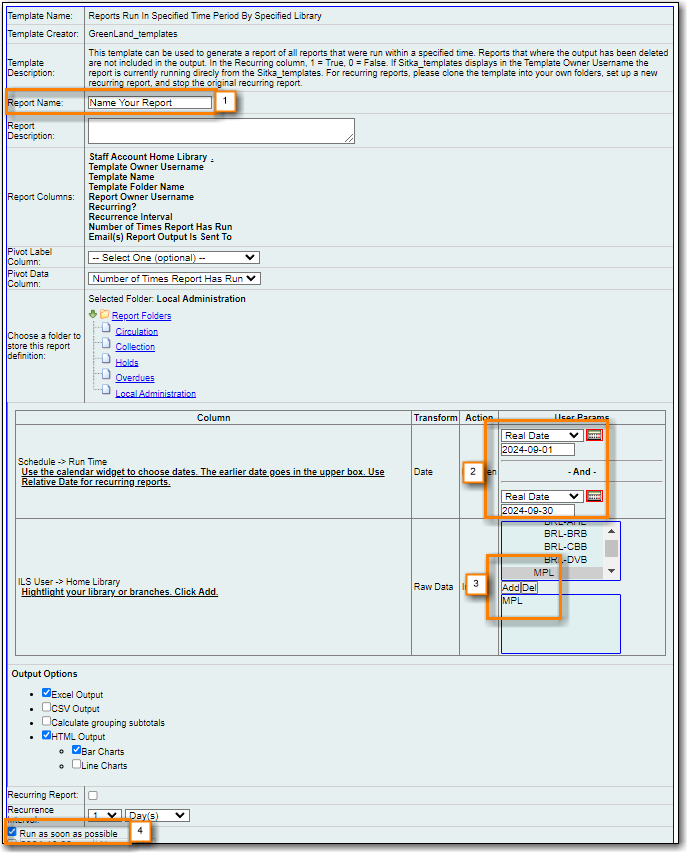 Template Name: Reports Run In Specified Time Period By Specified Library
Template Creator: GreenLand_templates
Template Description: This template can be used to generate a report of all reports that were run within a specified time. Reports that where the output has been deleted
are not included in the output. In the Recurring column, 1 = True, 0 = False. If Sitka_templates displays in the Template Owner Username the
report is currently running direcly from the Sitka_templates. For recurring reports, please clone the template into your own folders, set up a new
recurring report, and stop the original recurring report.
Report Name: Name Your Report 1
Report Description:
Report Columns:
Staff Account Home Library .
Template Owner Username
Template Name
Template Folder Name
Report Owner Username
Recurring?
Recurrence Interval
Number of Times Report Has Run
Email(s) Report Output Is Sent To
Pivot Label Column: -- Select One (optional) --
Pivot Data Column: Number of Times Report Has Run
Choose a folder to store this report definition:
Selected Folder: Local Administration
Report Folders
Circulation
Collection
Holds
Overdues
Local Administration
Column Transform Action User Params
Schedule -> Run Time
Use the calendar widget to choose dates. The earlier date goes in the upper box. Use
Relative Date for recurring reports.
Date
2
Real Date
2024-09-01
- And -
Real Date
2024-09-30
ILS User -> Home Library
Hightlight your library or branches. Click Add.
Raw Data
3
BRL-BRB
BRL-CBB
BRL-DVB
MPL
Add Del
MPL
Output Options
Excel Output
CSV Output
Calculate grouping subtotals
HTML Output
Bar Charts
Line Charts
Recurring Report:
Recurrence Interval: 1 Day(s)
Run as soon as possible 4